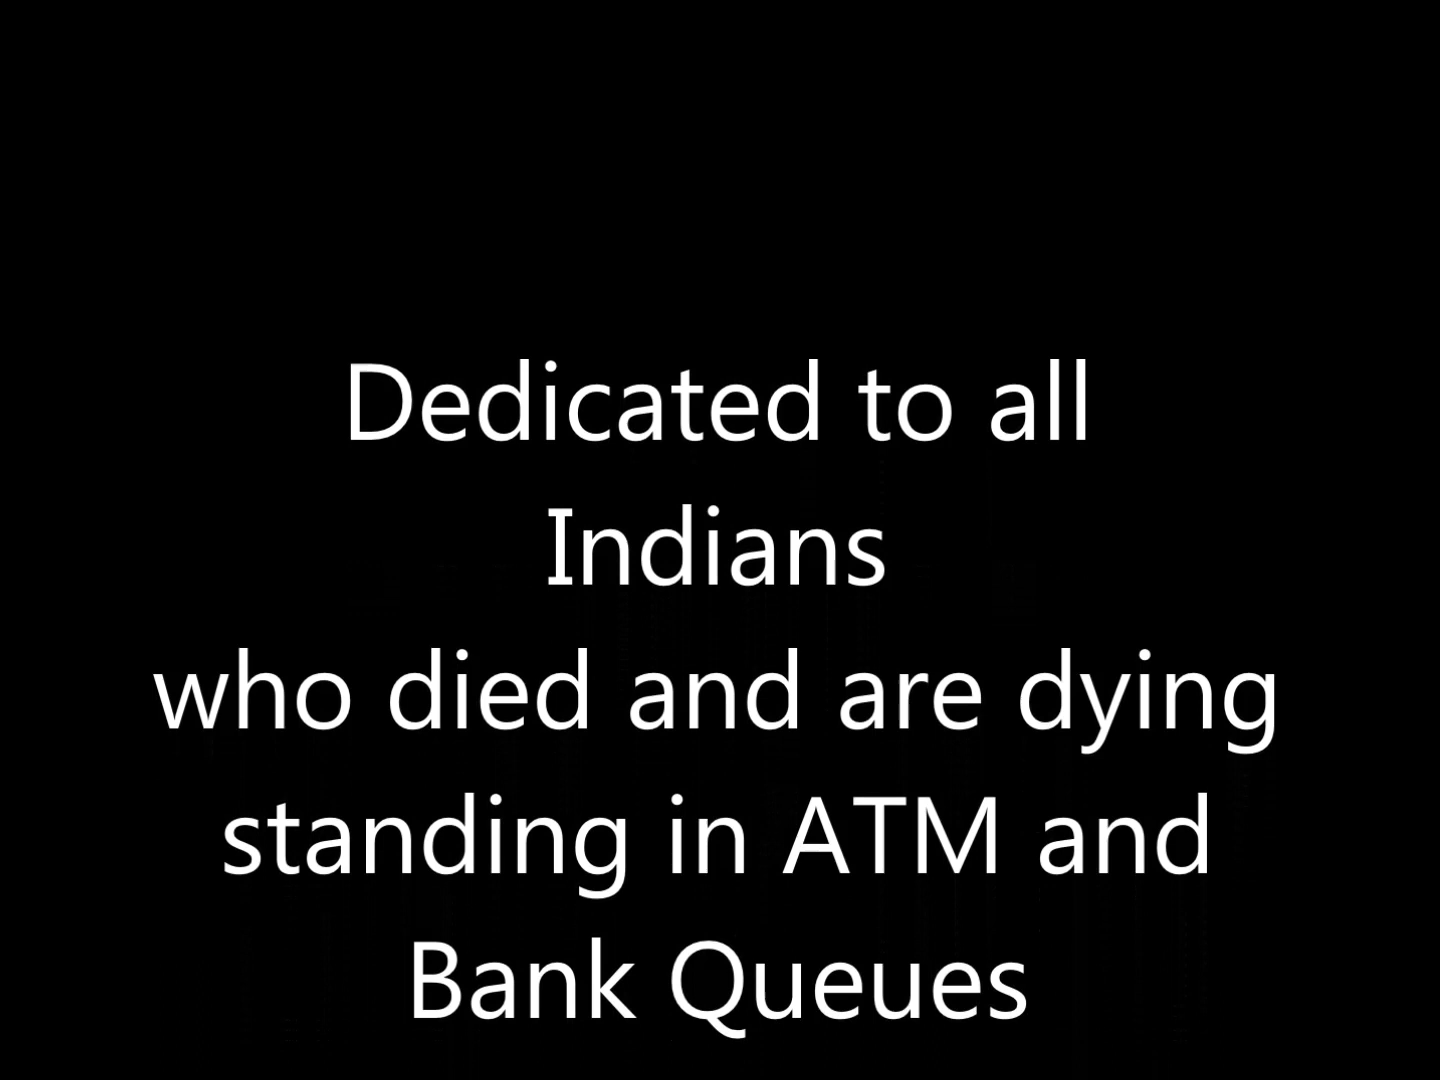 Dedicated to all
Indians
who died and are dying
standing in ATM and
Bank Queues